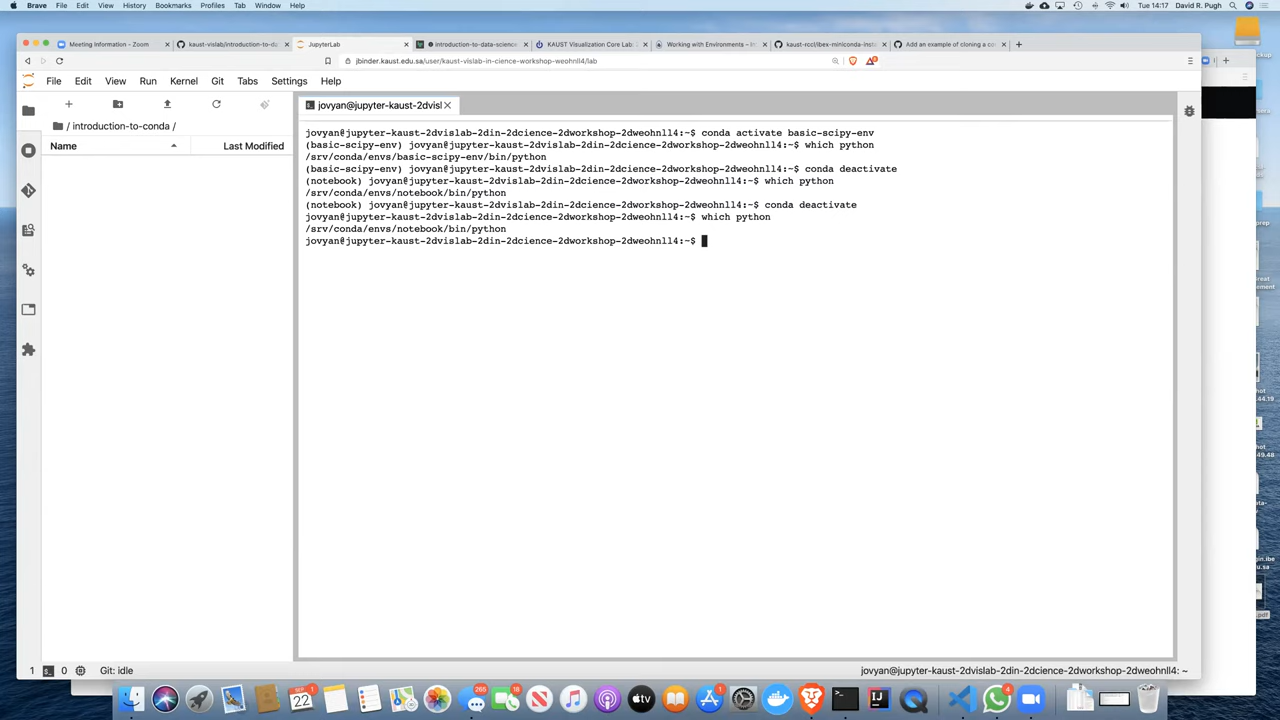 Brave File Edit View History Bookmarks Profiles Tab Window Help
Tue 14:17 David R. Pugh
Meeting Information - Zoom
kaust-vislab/introduction-to-da
JupyterLab
introduction-to-data-science
KAUST Visualization Core Lab:
Working with Environments —
kaust-rccl/ibex-miniconda-inst
Add an example of cloning a co
jbinder.kaust.edu.sa/user/kaust-vislab-in-cience-workshop-weohnll4/lab
File Edit View Run Kernel Git Tabs Settings Help
jovyan@jupyter-kaust-2dvisl
/ introduction-to-conda /
Name Last Modified
jovyan@jupyter-kaust-2dvislab-2din-2dcience-2dworkshop-2dweohnll4:~$ conda activate basic-scipy-env
(basic-scipy-env) jovyan@jupyter-kaust-2dvislab-2din-2dcience-2dworkshop-2dweohnll4:~$ which python
/srv/conda/envs/basic-scipy-env/bin/python
(basic-scipy-env) jovyan@jupyter-kaust-2dvislab-2din-2dcience-2dworkshop-2dweohnll4:~$ conda deactivate
(notebook) jovyan@jupyter-kaust-2dvislab-2din-2dcience-2dworkshop-2dweohnll4:~$ which python
/srv/conda/envs/notebook/bin/python
(notebook) jovyan@jupyter-kaust-2dvislab-2din-2dcience-2dworkshop-2dweohnll4:~$ conda deactivate
jovyan@jupyter-kaust-2dvislab-2din-2dcience-2dworkshop-2dweohnll4:~$ which python
/srv/conda/envs/notebook/bin/python
jovyan@jupyter-kaust-2dvislab-2din-2dcience-2dworkshop-2dweohnll4:~$
1 0 Git: idle
jovyan@jupyter-kaust-2dvislab-2din-2dcience-2dworkshop-2dweohnll4: ~